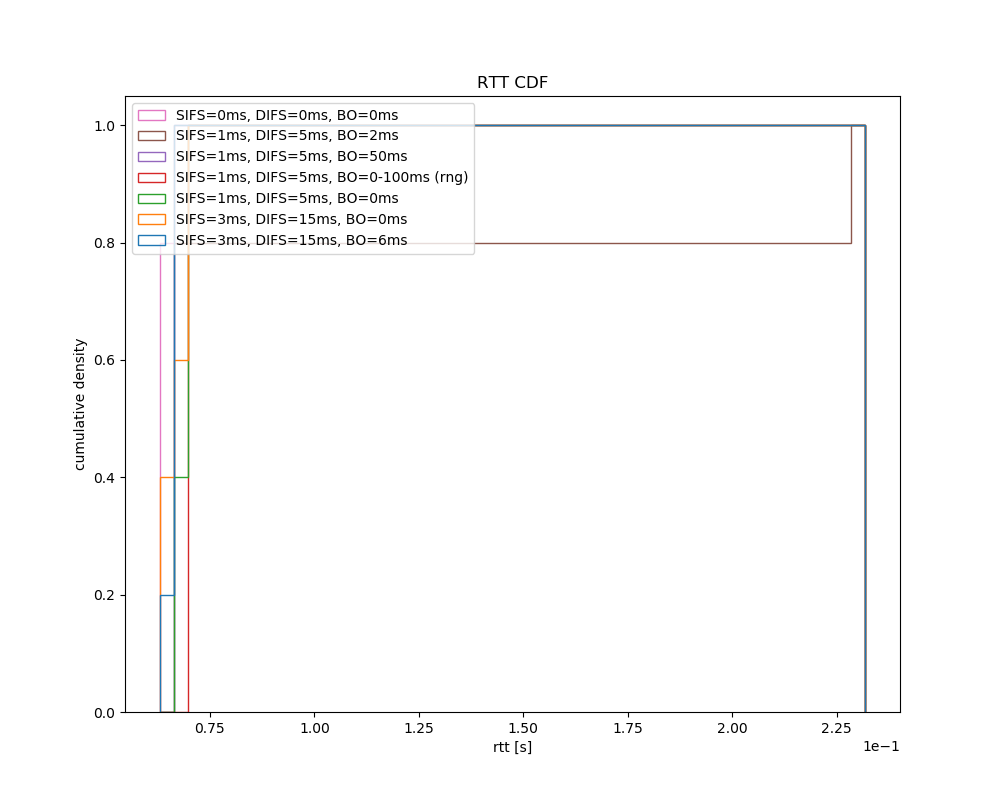 RTT CDF
SIFS=0ms, DIFS=0ms, BO=0ms
SIFS=1ms, DIFS=5ms, BO=2ms
SIFS=1ms, DIFS=5ms, BO=50ms
SIFS=1ms, DIFS=5ms, BO=0-100ms (rng)
SIFS=1ms, DIFS=5ms, BO=0ms
SIFS=3ms, DIFS=15ms, BO=0ms
SIFS=3ms, DIFS=15ms, BO=6ms
1.0
0.8
0.6
0.4
0.2
0.0
cumulative density
0.75
1.00
1.25
1.50
1.75
2.00
2.25
rtt [s]
1e−1